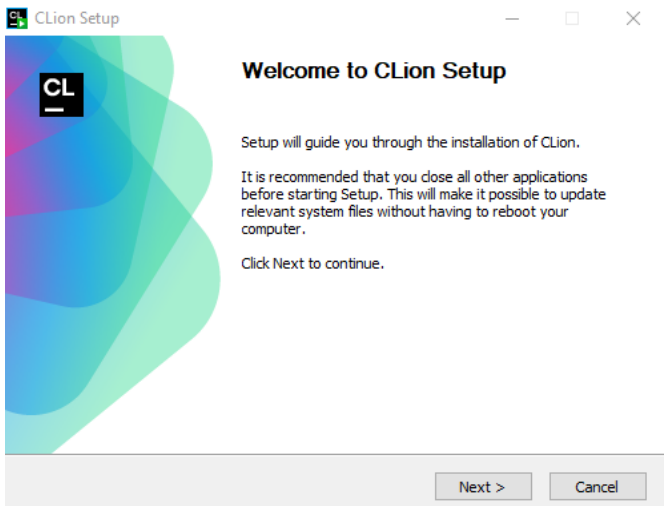 CLion Setup
CL
Welcome to CLion Setup
Setup will guide you through the installation of CLion.
It is recommended that you close all other applications
before starting Setup. This will make it possible to update
relevant system files without having to reboot your
computer.
Click Next to continue.
Next >
Cancel